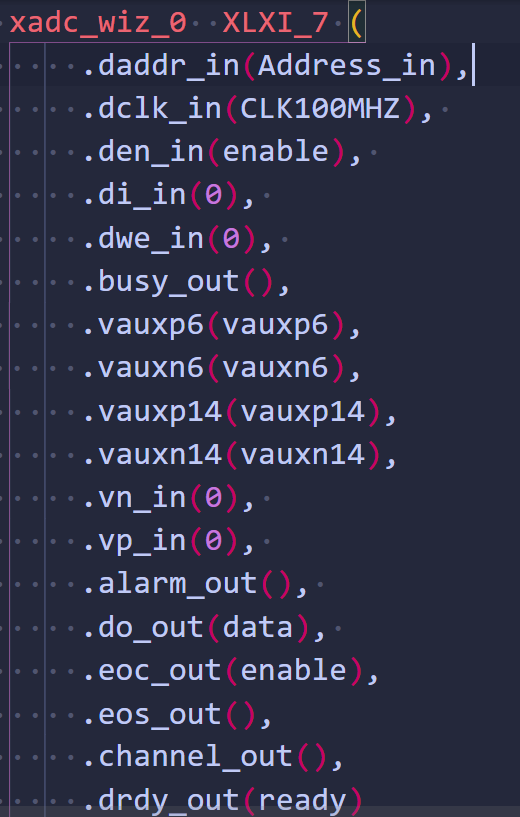 xadc_wiz_0  XLXI_7 (
.daddr_in(Address_in),
.dclk_in(CLK100MHZ),
.den_in(enable),
.di_in(0),
.dwe_in(0),
.busy_out(),
.vauxp6(vauxp6),
.vauxn6(vauxn6),
.vauxp14(vauxp14),
.vauxn14(vauxn14),
.vn_in(0),
.vp_in(0),
.alarm_out(),
.do_out(data),
.eoc_out(enable),
.eos_out(),
.channel_out(),
.drdy_out(ready)